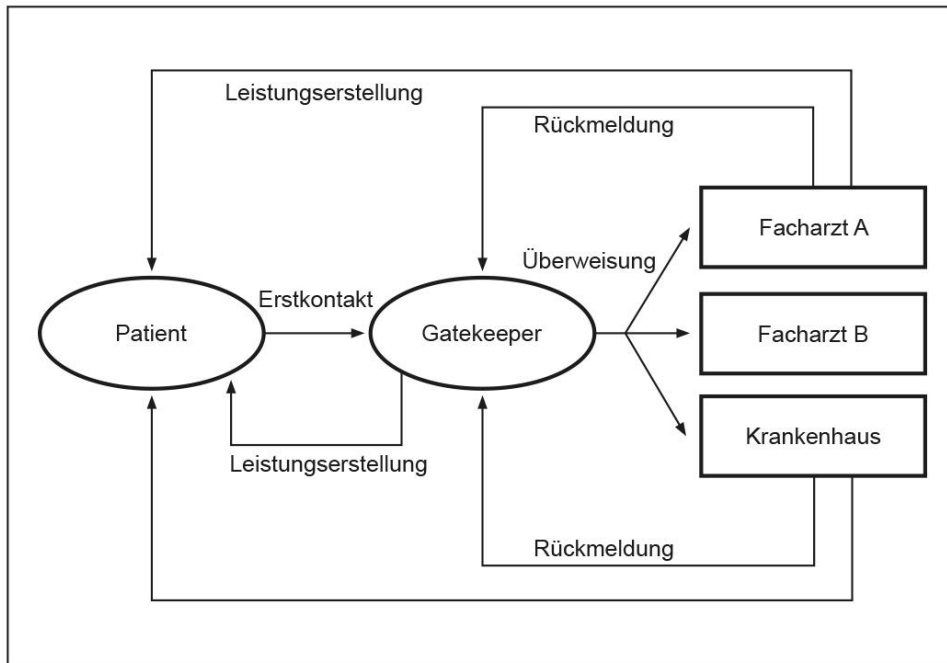 Leistungserstellung
Rückmeldung
Facharzt A
Überweisung
Erstkontakt
Patient
Gatekeeper
Facharzt B
Krankenhaus
Leistungserstellung
Rückmeldung